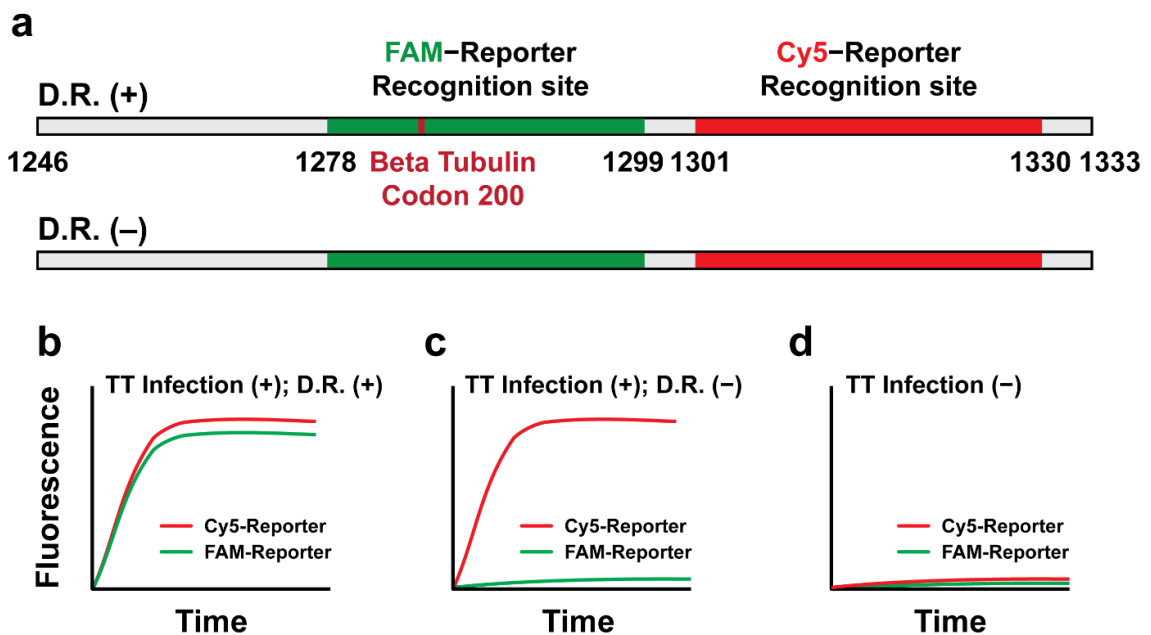 a
FAM−Reporter
Recognition site
Cy5−Reporter
Recognition site
D.R. (+)
1246
1278
Beta Tubulin
Codon 200
1299
1301
1330
1333
D.R. (−)
b
TT Infection (+); D.R. (+)
Fluorescence
Cy5-Reporter
FAM-Reporter
Time
c
TT Infection (+); D.R. (−)
Cy5-Reporter
FAM-Reporter
Time
d
TT Infection (−)
Cy5-Reporter
FAM-Reporter
Time